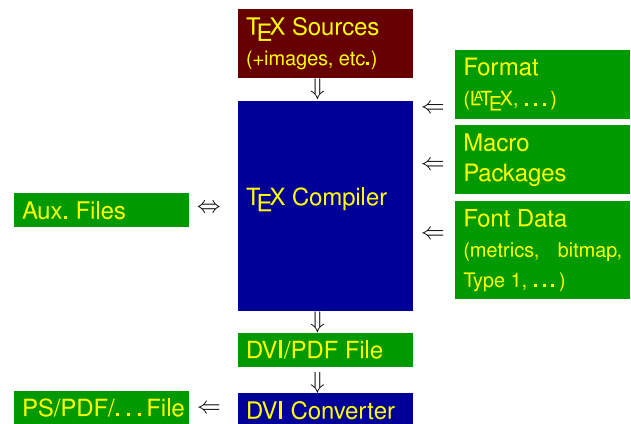 TEX Sources
(+images, etc.)
⇓
Format
(LATEX, ...)
⇐
Macro
Packages
⇐
TEX Compiler
Aux. Files ⇔
Font Data
(metrics, bitmap,
Type 1, ...)
⇐
⇓
DVI/PDF File
⇓
PS/PDF/... File ⇐ DVI Converter